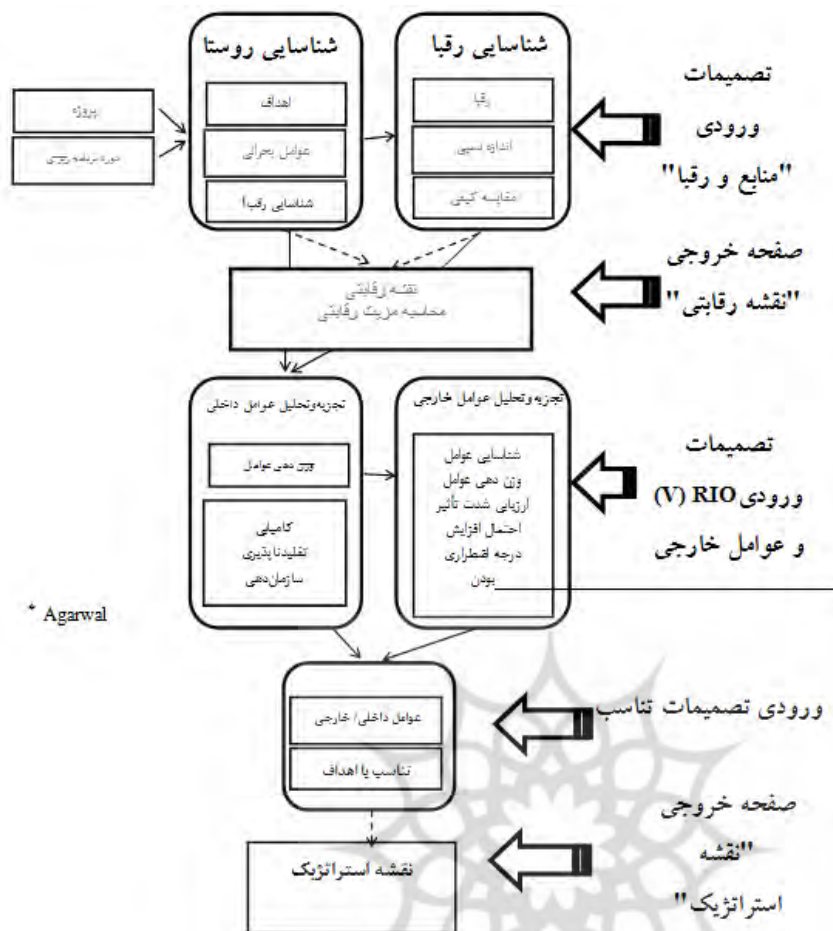 شناسایی روستا
اهداف
عوامل بحرانی
شناسایی رقبا
شناسایی رقبا
رقبا
اندازه نسبی
مقایسه کیفی
تصمیمات
ورودی
"منابع و رقبا"
پروژه
دوره برنامه ریزی
نقشه رقابتی
محاسبه مزیت رقابتی
صفحه خروجی
"نقشه رقابتی"
تجزیه‌وتحلیل عوامل داخلی
وزن دهی عوامل
کامیابی
تقلیدناپذیری
سازمان‌دهی
تجزیه‌وتحلیل عوامل خارجی
شناسایی عوامل
وزن دهی عوامل
ارزیابی شدت تأثیر
احتمال افزایش
درجه اضطراری
بودن
تصمیمات
ورودی (V) RIO
و عوامل خارجی
* Agarwal
عوامل داخلی/ خارجی
تناسب با اهداف
ورودی تصمیمات تناسب
نقشه استراتژیک
صفحه خروجی
"نقشه
استراتژیک"